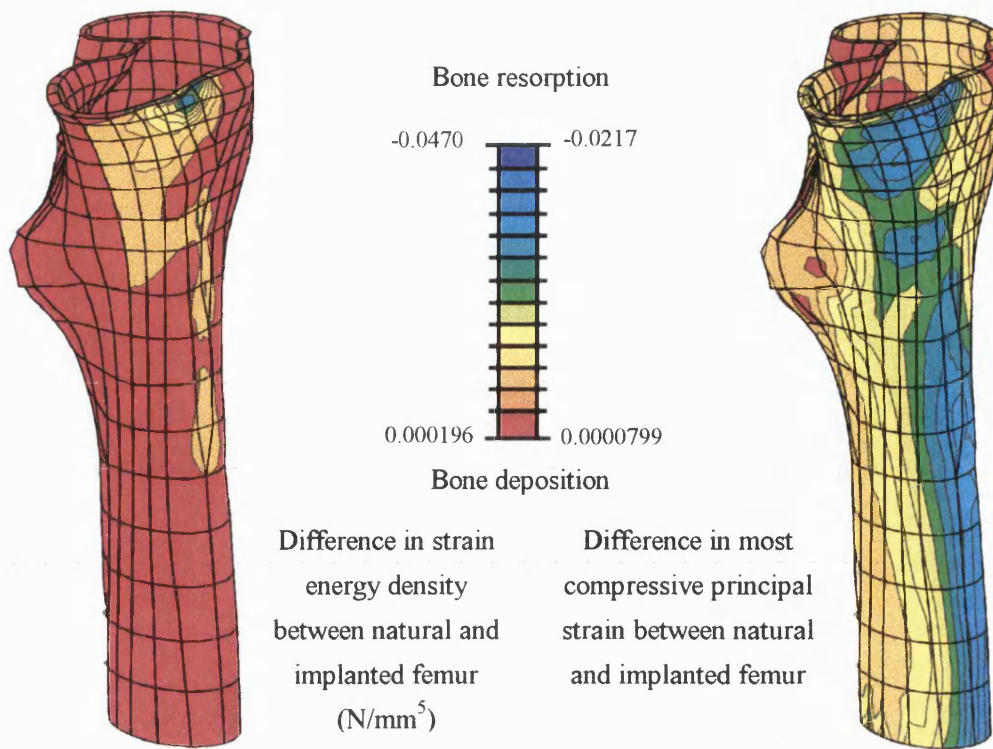 Bone resorption
-0.0470 -0.0217
0.000196 0.0000799
Bone deposition
Difference in strain
energy density
between natural and
implanted femur
(N/mm⁵)
Difference in most
compressive principal
strain between natural
and implanted femur